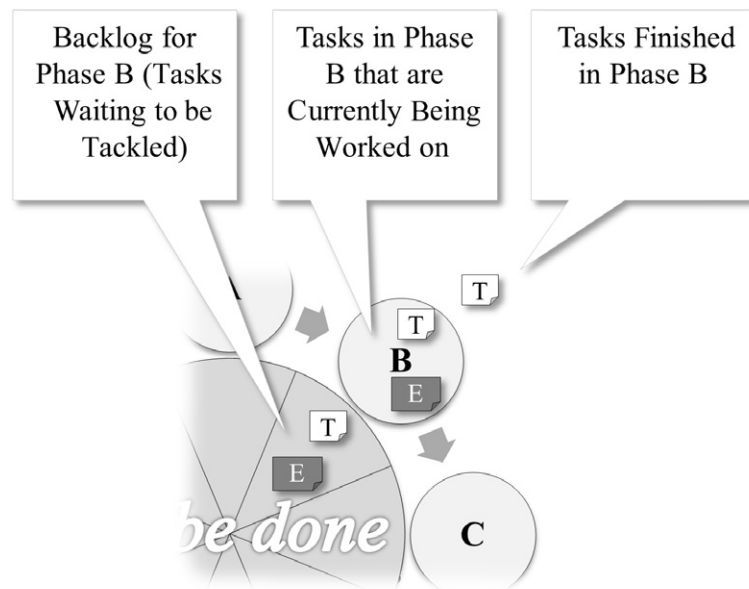 Backlog for
Phase B (Tasks
Waiting to be
Tackled)
Tasks in Phase
B that are
Currently Being
Worked on
Tasks Finished
in Phase B
A
T
T
B
E
T
E
be done
C